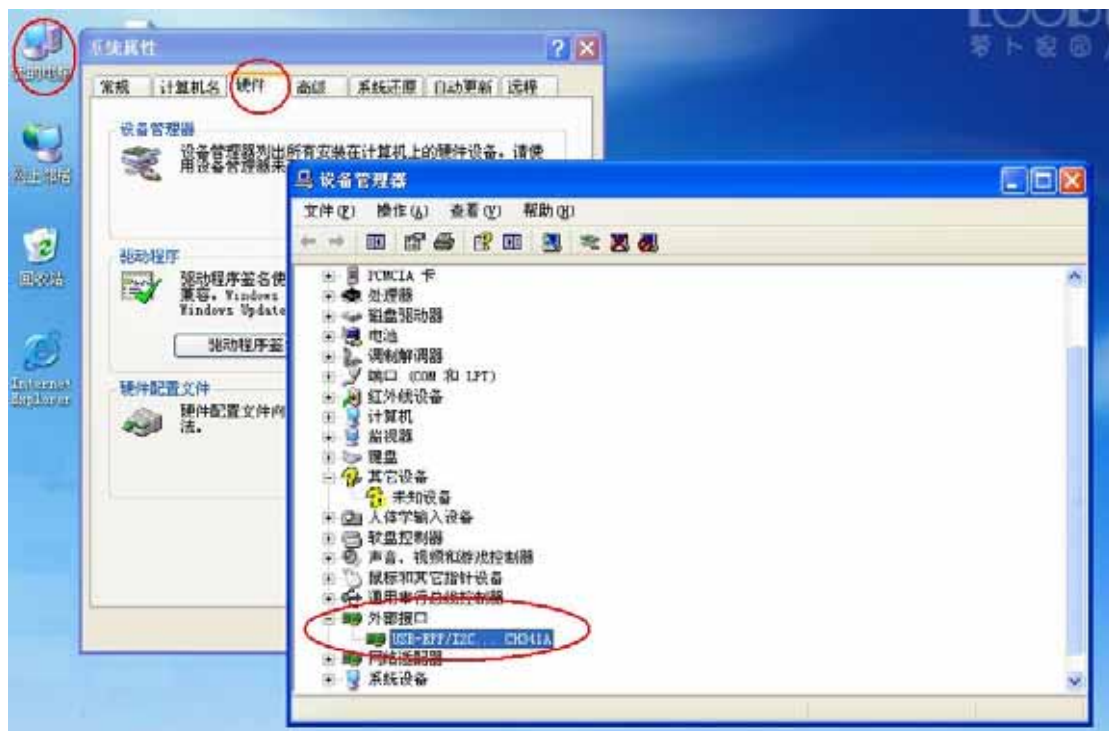 系统属性
常规 计算机名 硬件 高级 系统还原 自动更新 远程
设备管理器
设备管理器列出所有安装在计算机上的硬件设备。请使
用设备管理器来
驱动程序
驱动程序签名使
兼容。Windows
Windows Update
驱动程序签
硬件配置文件
硬件配置文件向
法。
网上邻居
回收站
Internet
Explorer
设备管理器
文件(F) 操作(A) 查看(V) 帮助(H)
PCMCIA 卡
处理器
磁盘驱动器
电池
调制解调器
端口 (COM 和 LPT)
红外线设备
计算机
监视器
键盘
其它设备
未知设备
人体学输入设备
软盘控制器
声音、视频和游戏控制器
鼠标和其它指针设备
通用串行总线控制器
外部接口
USB-EPP/I2C... CH341A
网络适配器
系统设备